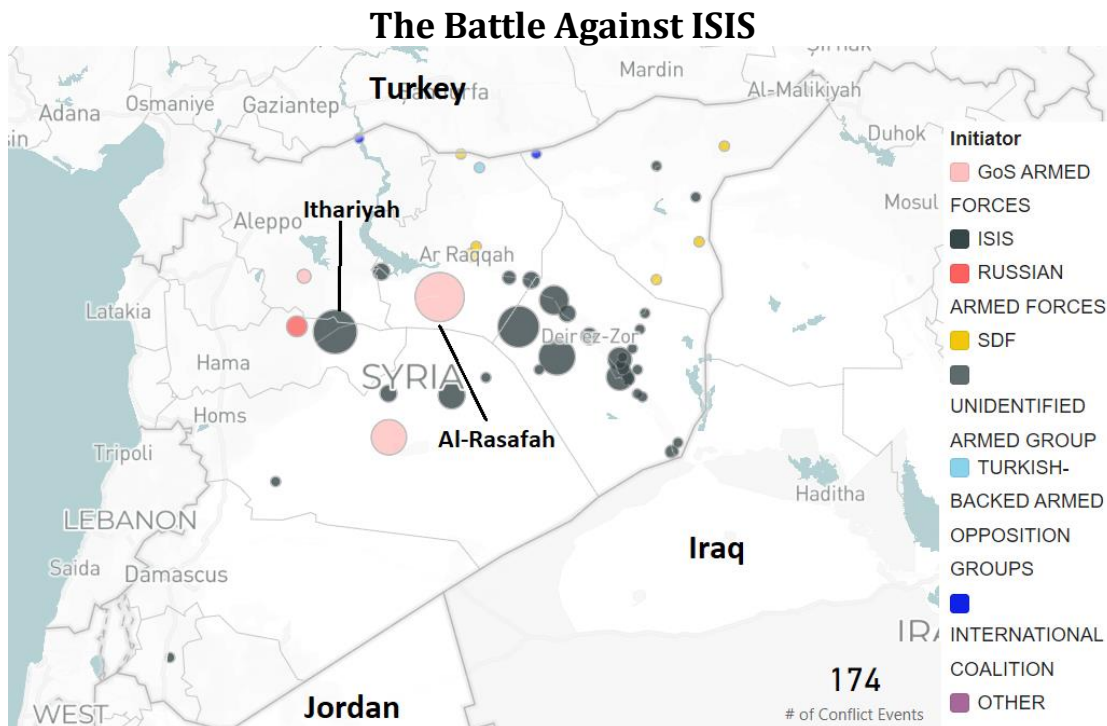 The Battle Against ISIS
Mardin
Turkey
Al-Malikiyah
Adana
Osmaniye
Gaziantep
Duhok
Initiator
GoS ARMED
FORCES
Mosul
Ithariyah
Aleppo
ISIS
Ar Raqqah
RUSSIAN
ARMED FORCES
Latakia
Deir ez-Zor
SDF
Hama
SYRIA
UNIDENTIFIED
Homs
ARMED GROUP
Al-Rasafah
Tripoli
TURKISH-
Haditha
BACKED ARMED
LEBANON
OPPOSITION
Iraq
GROUPS
Saida
Damascus
INTERNATIONAL
174
COALITION
Jordan
WEST
# of Conflict Events
OTHER